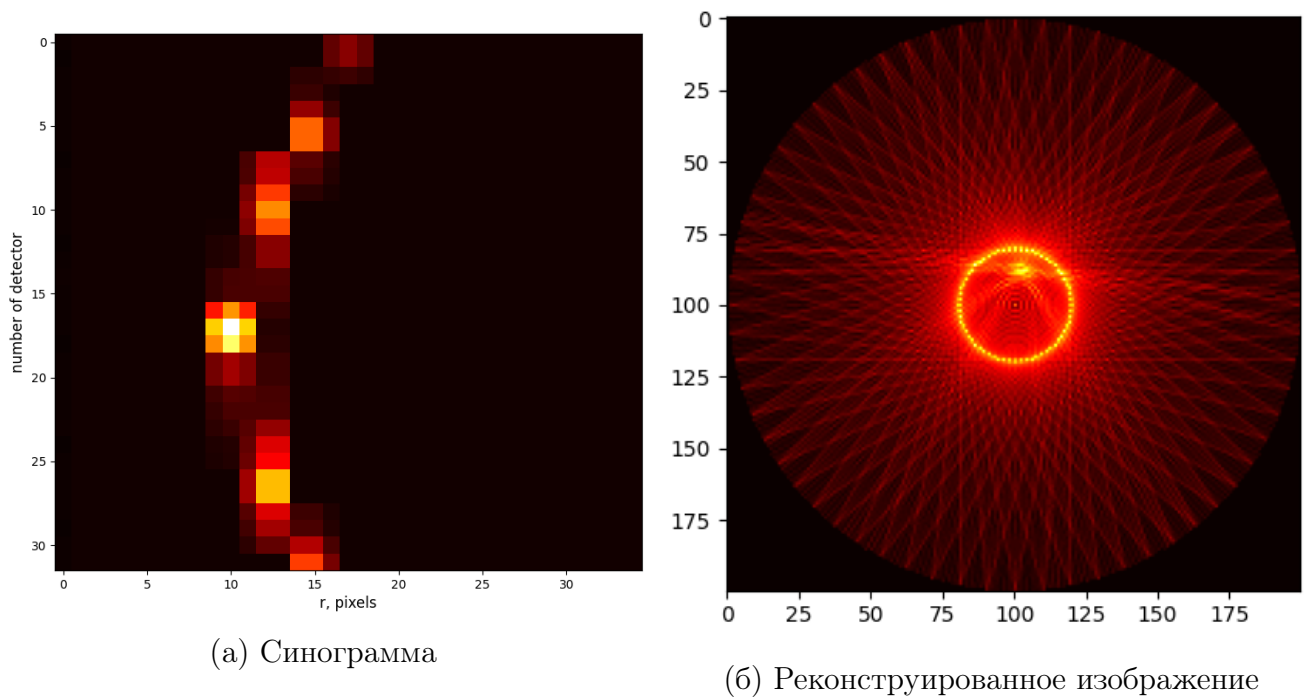 0
5
10
15
20
25
30
number of detector
0 5 10 15 20 25 30
r, pixels
(а) Синограмма
0
25
50
75
100
125
150
175
0 25 50 75 100 125 150 175
(б) Реконструированное изображение